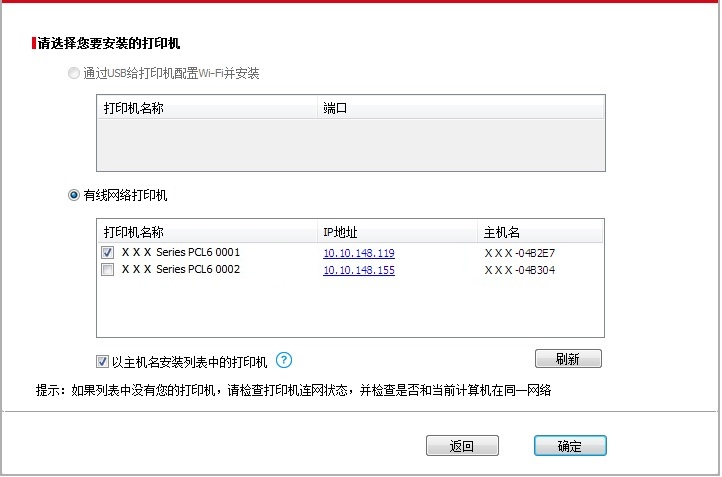 请选择您要安装的打印机
通过USB给打印机配置Wi-Fi并安装
打印机名称 端口
有线网络打印机
打印机名称 IP地址 主机名
X X X Series PCL6 0001 10.10.148.119 X X X -04B2E7
X X X Series PCL6 0002 10.10.148.155 X X X -04B304
以主机名安装列表中的打印机 ? 刷新
提示：如果列表中没有您的打印机，请检查打印机连网状态，并检查是否和当前计算机在同一网络
返回 确定